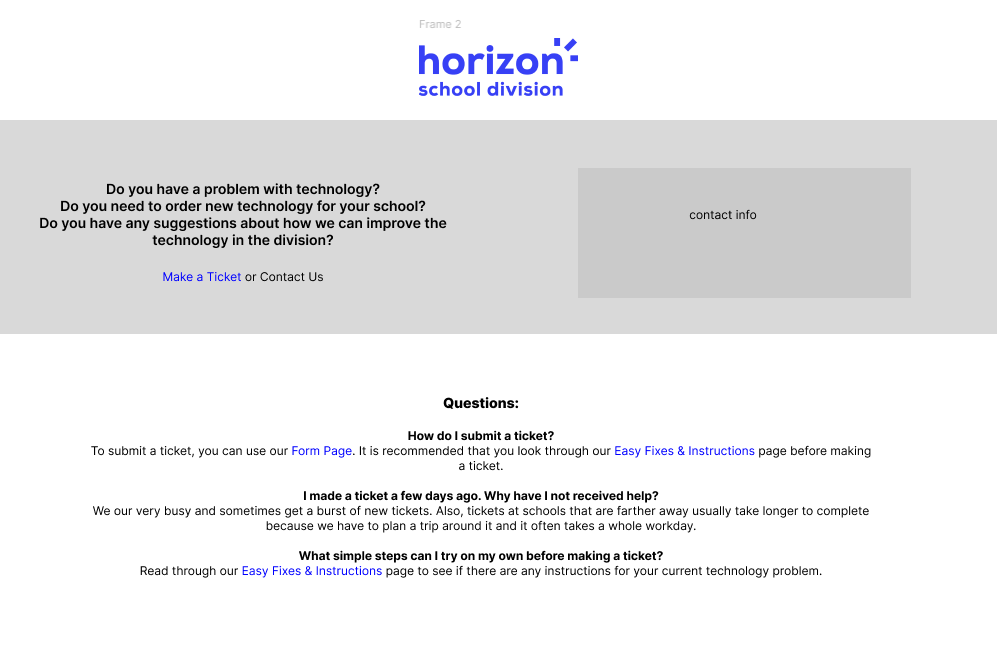 Frame 2
horizon
school division
Do you have a problem with technology?
Do you need to order new technology for your school?
Do you have any suggestions about how we can improve the
technology in the division?
Make a Ticket or Contact Us
contact info
Questions:
How do I submit a ticket?
To submit a ticket, you can use our Form Page. It is recommended that you look through our Easy Fixes & Instructions page before making
a ticket.
I made a ticket a few days ago. Why have I not received help?
We our very busy and sometimes get a burst of new tickets. Also, tickets at schools that are farther away usually take longer to complete
because we have to plan a trip around it and it often takes a whole workday.
What simple steps can I try on my own before making a ticket?
Read through our Easy Fixes & Instructions page to see if there are any instructions for your current technology problem.